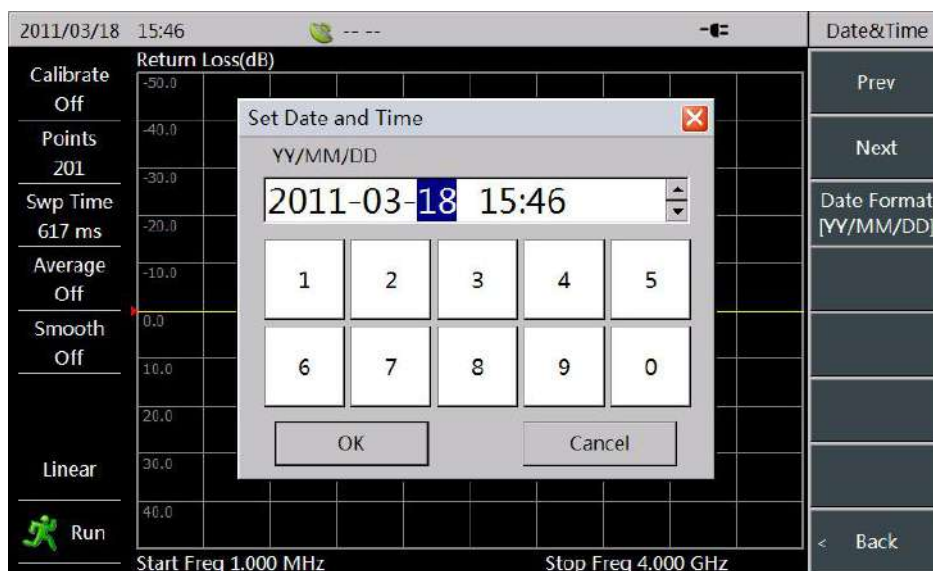 2011/03/18 15:46 -- -- Date&Time
Calibrate
Off
Points
201
Swp Time
617 ms
Average
Off
Smooth
Off
Linear
Run
Return Loss(dB)
-50.0
-40.0
-30.0
-20.0
-10.0
0.0
10.0
20.0
30.0
40.0
Start Freq 1.000 MHz Stop Freq 4.000 GHz
Set Date and Time
YY/MM/DD
2011-03-18 15:46
1 2 3 4 5
6 7 8 9 0
OK Cancel
Prev
Next
Date Format
[YY/MM/DD]
< Back